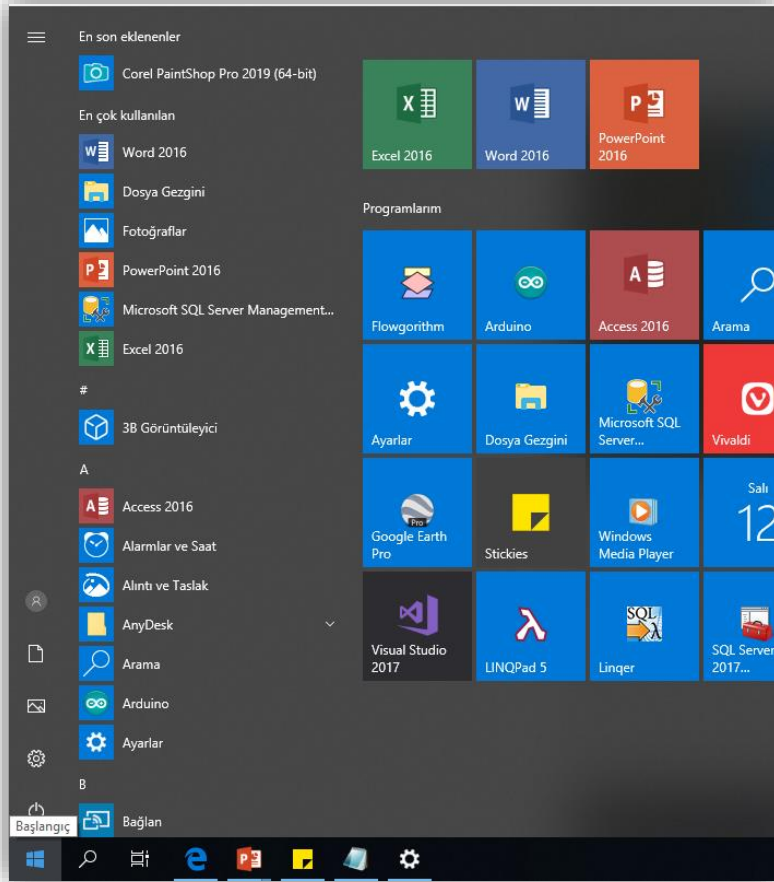 En son eklenenler
Corel PaintShop Pro 2019 (64-bit)
En çok kullanılan
Word 2016
Dosya Gezgini
Fotoğraflar
PowerPoint 2016
Microsoft SQL Server Management...
Excel 2016
#
3B Görüntüleyici
A
Access 2016
Alarmlar ve Saat
Alıntı ve Taslak
AnyDesk
Arama
Arduino
Ayarlar
B
Bağlan
Başlangıç
Excel 2016
Word 2016
PowerPoint
2016
Programlarım
Flowgorithm
Arduino
Access 2016
Arama
Ayarlar
Dosya Gezgini
Microsoft SQL
Server...
Vivaldi
Pro
Google Earth
Pro
Stickies
Windows
Media Player
Salı
12
Visual Studio
2017
LINQPad 5
SQL
Linqer
SQL Server
2017...